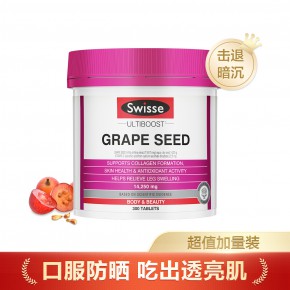 击退
暗沉
Swisse
ULTIBOOST
GRAPE SEED
SUPPORTS COLLAGEN FORMATION,
SKIN HEALTH & ANTIOXIDANT ACTIVITY
HELPS RELIEVE LEG SWELLING
14,250 mg
BODY & BEAUTY
300 TABLETS
超值加量装
口服防晒 吃出透亮肌